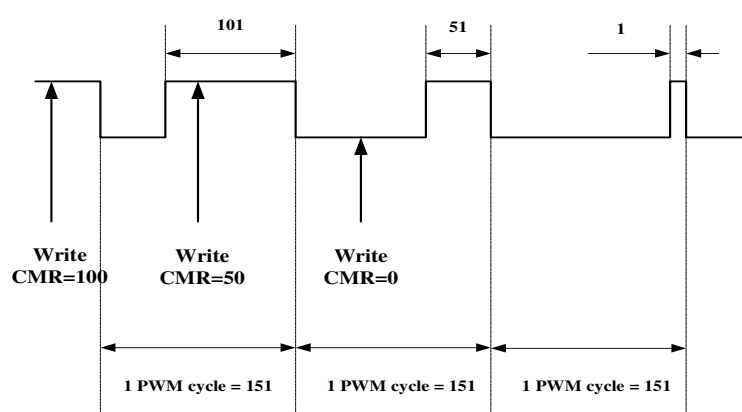 101
51
1
Write
CMR=100
Write
CMR=50
Write
CMR=0
1 PWM cycle = 151
1 PWM cycle = 151
1 PWM cycle = 151